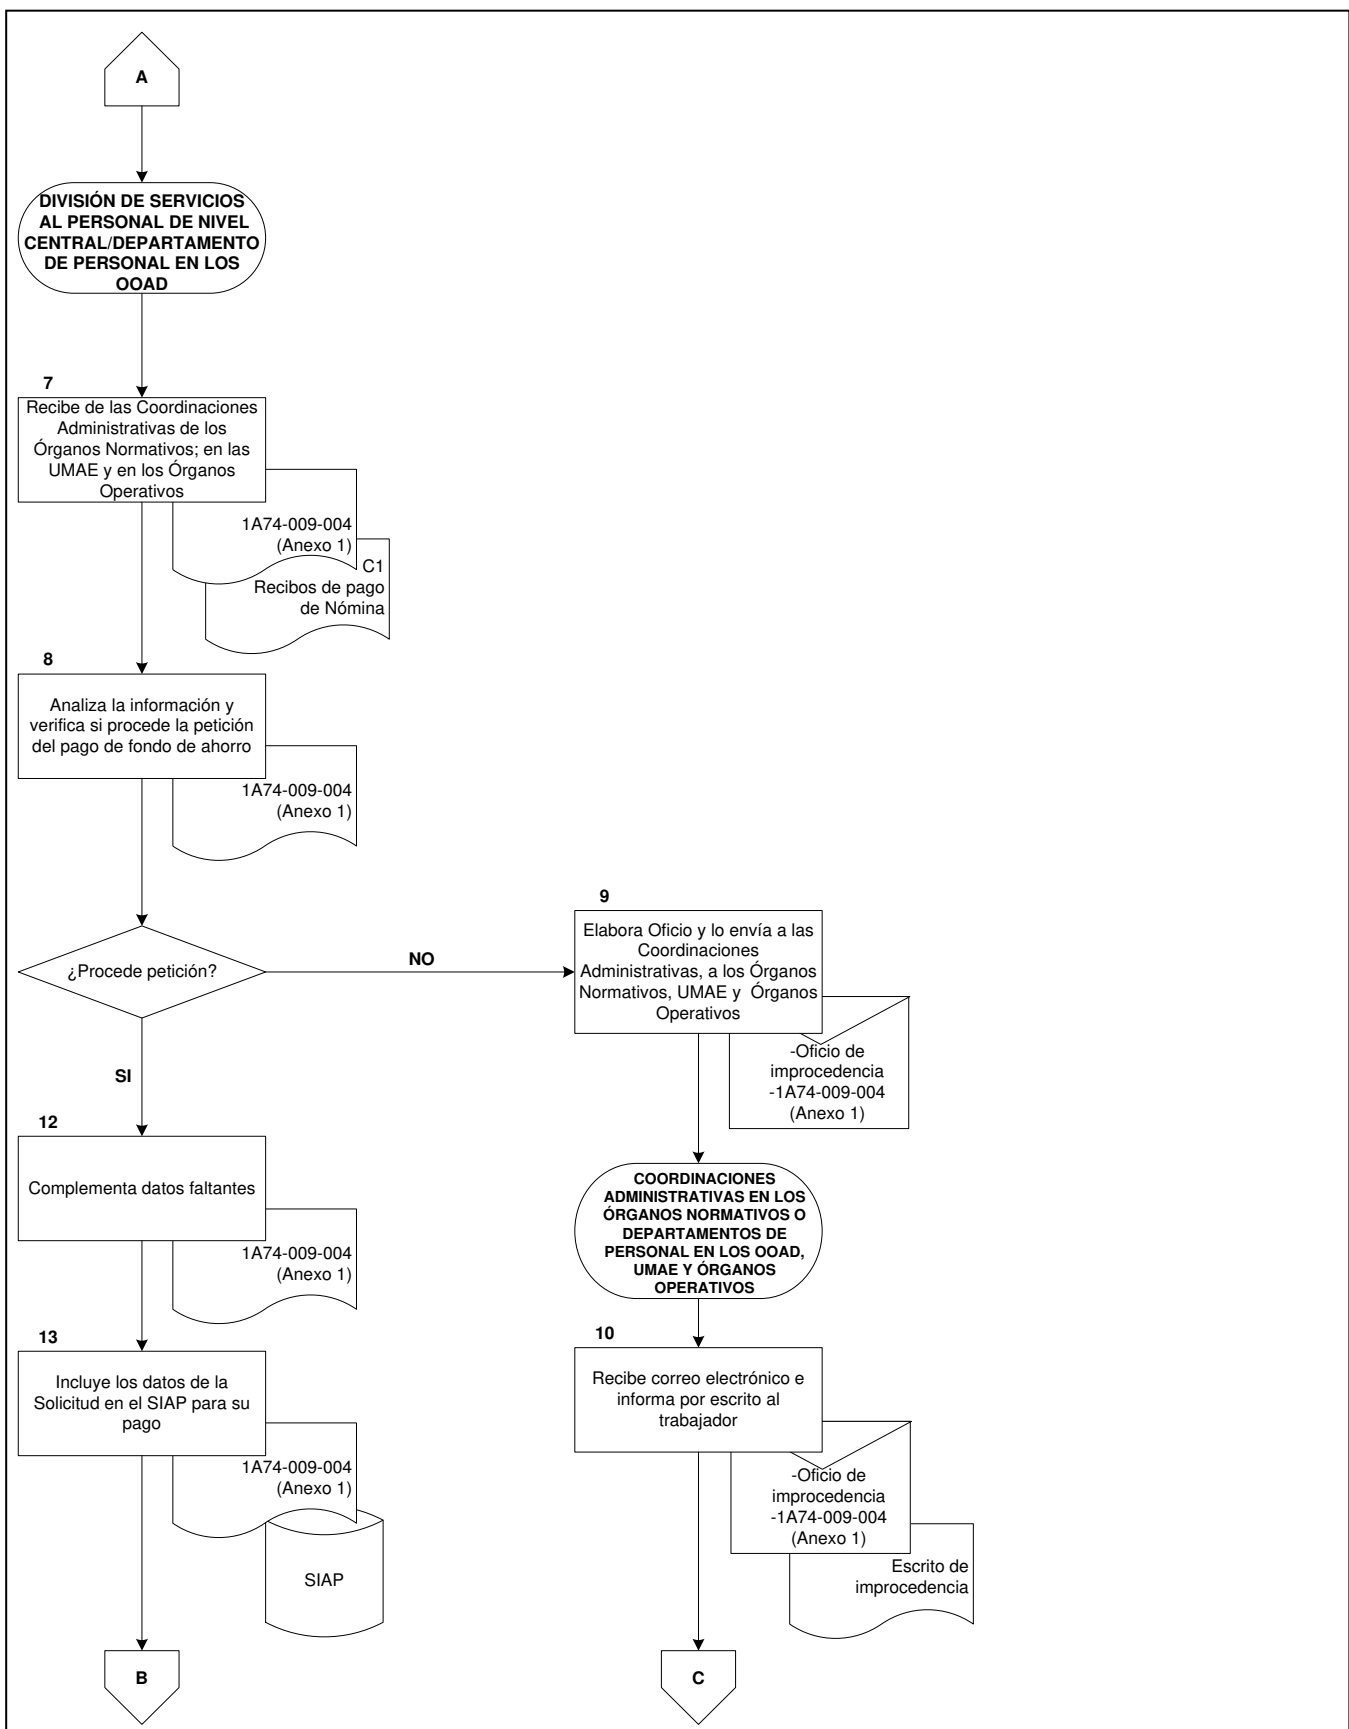 A
DIVISIÓN DE SERVICIOS
AL PERSONAL DE NIVEL
CENTRAL/DEPARTAMENTO
DE PERSONAL EN LOS
OOAD
7
Recibe de las Coordinaciones
Administrativas de los
Órganos Normativos; en las
UMAE y en los Órganos
Operativos
1A74-009-004
(Anexo 1)
C1
Recibos de pago
de Nómina
8
Analiza la información y
verifica si procede la petición
del pago de fondo de ahorro
1A74-009-004
(Anexo 1)
¿Procede petición?
NO
SI
9
Elabora Oficio y lo envía a las
Coordinaciones
Administrativas, a los Órganos
Normativos, UMAE y Órganos
Operativos
-Oficio de
improcedencia
-1A74-009-004
(Anexo 1)
12
Complementa datos faltantes
1A74-009-004
(Anexo 1)
COORDINACIONES
ADMINISTRATIVAS EN LOS
ÓRGANOS NORMATIVOS O
DEPARTAMENTOS DE
PERSONAL EN LOS OOAD,
UMAE Y ÓRGANOS
OPERATIVOS
13
Incluye los datos de la
Solicitud en el SIAP para su
pago
1A74-009-004
(Anexo 1)
SIAP
10
Recibe correo electrónico e
informa por escrito al
trabajador
-Oficio de
improcedencia
-1A74-009-004
(Anexo 1)
Escrito de
improcedencia
B
C